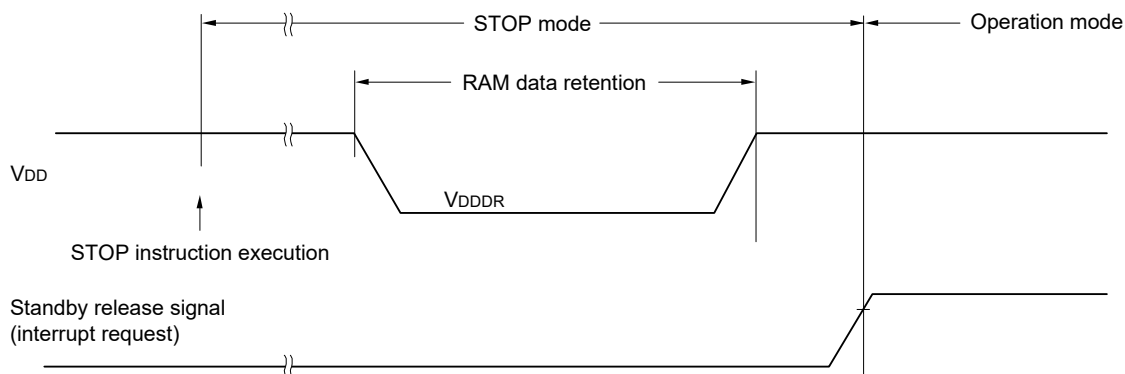 STOP mode
Operation mode
RAM data retention
VDD
VDDDR
STOP instruction execution
Standby release signal
(interrupt request)